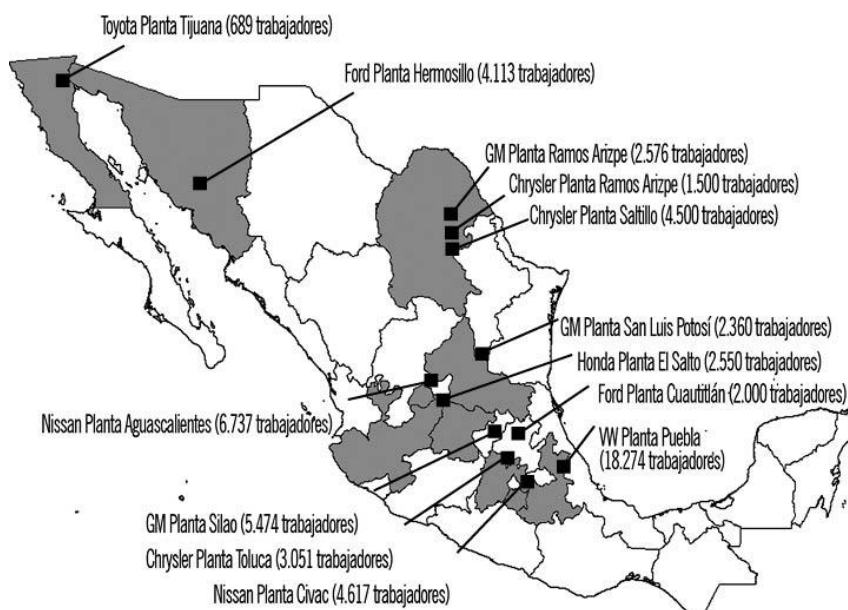 Toyota Planta Tijuana (689 trabajadores)
Ford Planta Hermosillo (4.113 trabajadores)
GM Planta Ramos Arizpe (2.576 trabajadores)
Chrysler Planta Ramos Arizpe (1.500 trabajadores)
Chrysler Planta Saltillo (4.500 trabajadores)
GM Planta San Luis Potosí (2.360 trabajadores)
Honda Planta El Salto (2.550 trabajadores)
Ford Planta Cuautitlán (2.000 trabajadores)
Nissan Planta Aguascalientes
(6.737 trabajadores)
VW Planta Puebla
(18.274 trabajadores)
GM Planta Silao (5.474 trabajadores)
Chrysler Planta Toluca (3.051 trabajadores)
Nissan Planta Civac (4.617 trabajadores)